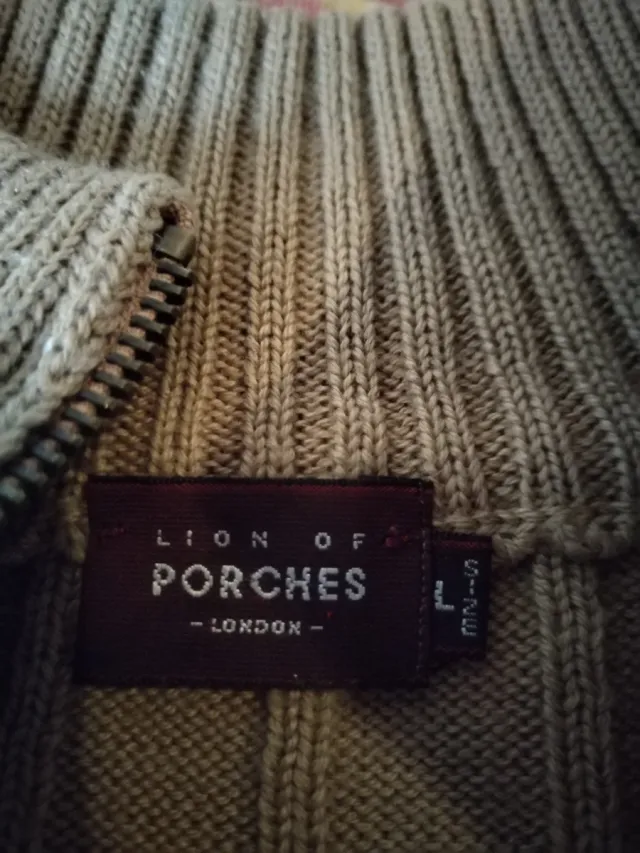 LION OF
PORCHES
-LONDON-
L
SIZE